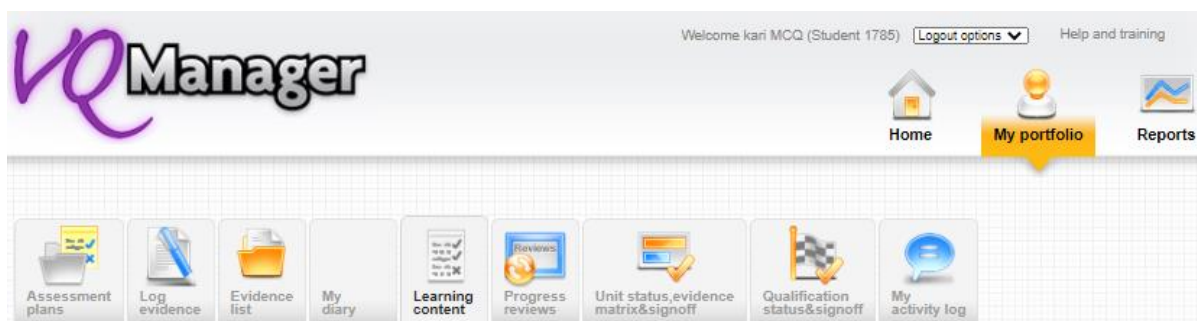 VQManager
Welcome kari MCQ (Student 1785) Logout options Help and training
Home My portfolio Reports
Reviews
Assessment plans
Log evidence
Evidence list
My diary
Learning content
Progress reviews
Unit status,evidence matrix&signoff
Qualification status&signoff
My activity log